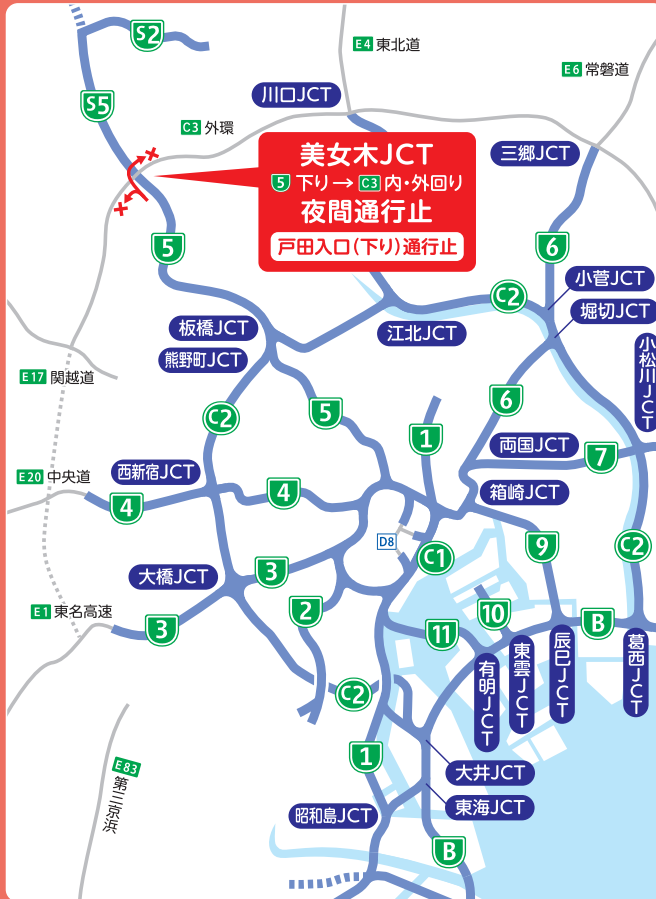 S2
E4 東北道
E6 常磐道
川口JCT
S5
C3 外環
美女木JCT
5 下り→ C3 内・外回り
夜間通行止
戸田入口(下り)通行止
三郷JCT
5
6
小菅JCT
C2
堀切JCT
板橋JCT
江北JCT
熊野町JCT
小松川JCT
E17 関越道
C2
5
6
1
両国JCT
7
西新宿JCT
E20 中央道
4
4
箱崎JCT
D8
C1
9
C2
大橋JCT
3
E1 東名高速
3
2
10
11
B
有明JCT
東雲JCT
辰巳JCT
葛西JCT
C2
E83 第三京浜
1
大井JCT
東海JCT
昭和島JCT
B